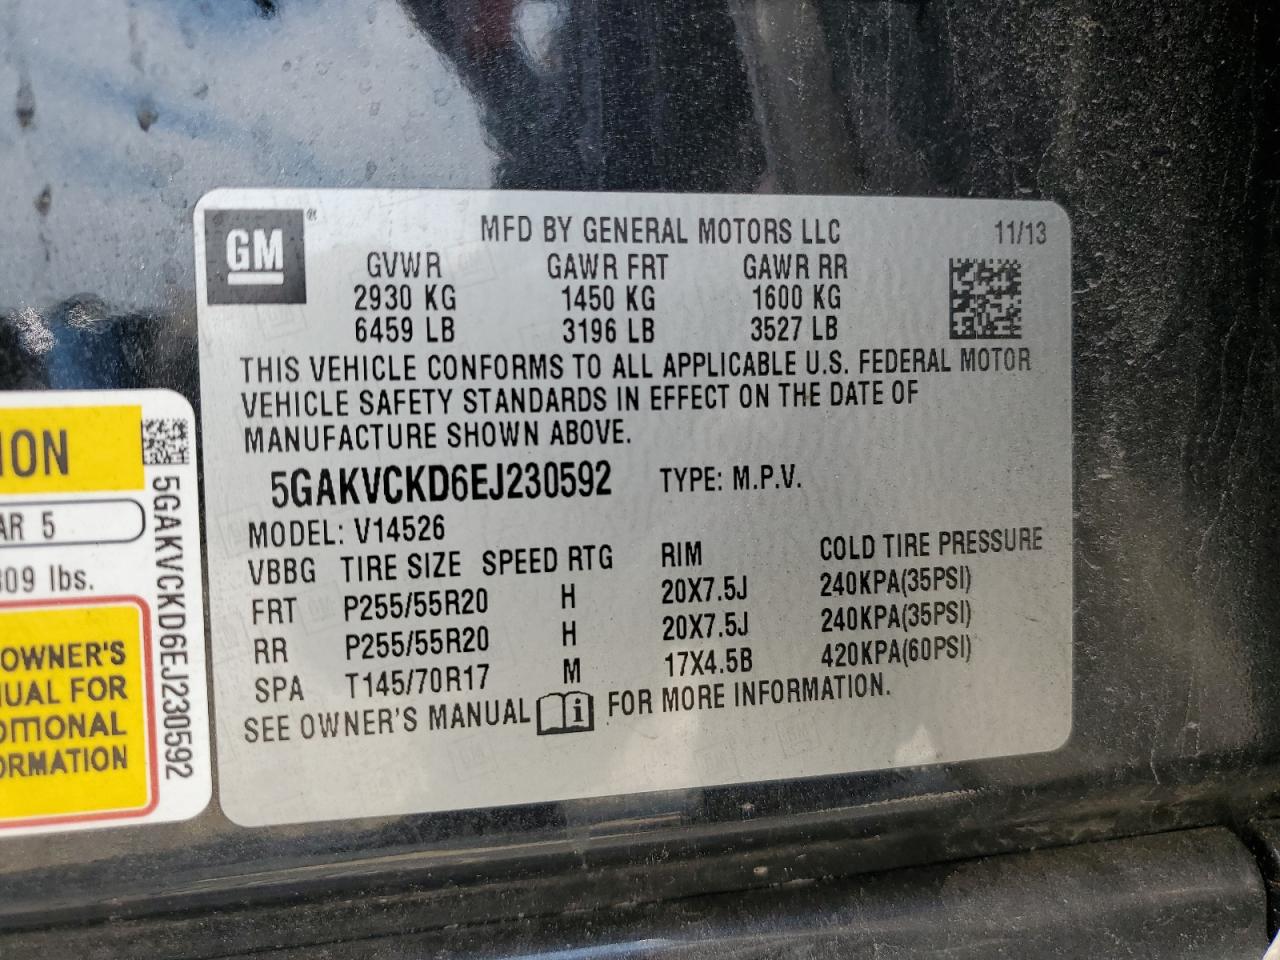 GM®
MFD BY GENERAL MOTORS LLC 11/13
GVWR GAWR FRT GAWR RR
2930 KG 1450 KG 1600 KG
6459 LB 3196 LB 3527 LB
THIS VEHICLE CONFORMS TO ALL APPLICABLE U.S. FEDERAL MOTOR
VEHICLE SAFETY STANDARDS IN EFFECT ON THE DATE OF
MANUFACTURE SHOWN ABOVE.
5GAKVCKD6EJ230592 TYPE: M.P.V.
MODEL: V14526
VBBG TIRE SIZE SPEED RTG RIM COLD TIRE PRESSURE
FRT P255/55R20 H 20X7.5J 240KPA(35PSI)
RR P255/55R20 H 20X7.5J 240KPA(35PSI)
SPA T145/70R17 M 17X4.5B 420KPA(60PSI)
SEE OWNER'S MANUAL i FOR MORE INFORMATION.
ION
AR 5
809 lbs.
OWNER'S
NUAL FOR
DITIONAL
ORMATION
5GAKVCKD6EJ230592